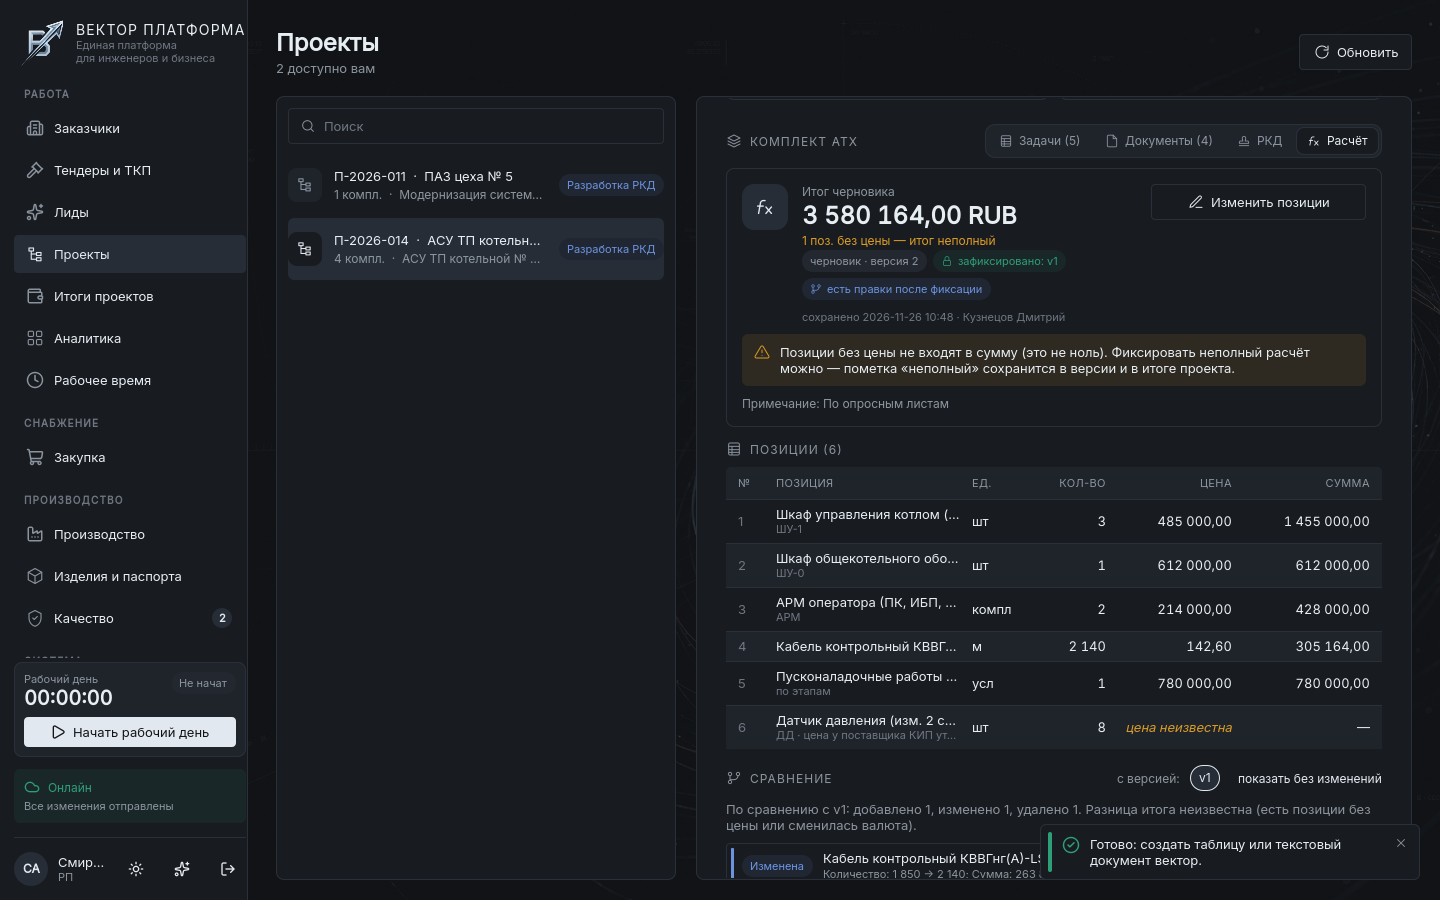 ВЕКТОР ПЛАТФОРМА
Единая платформа
для инженеров и бизнеса
РАБОТА
Заказчики
Тендеры и ТКП
Лиды
Проекты
Итоги проектов
Аналитика
Рабочее время
СНАБЖЕНИЕ
Закупка
ПРОИЗВОДСТВО
Производство
Изделия и паспорта
Качество 2
Рабочий день
Не начат
00:00:00
Начать рабочий день
Онлайн
Все изменения отправлены
СА
Смир...
РП
Проекты
2 доступно вам
Обновить
Поиск
П-2026-011 · ПАЗ цеха № 5
1 компл. · Модернизация систем...
Разработка РКД
П-2026-014 · АСУ ТП котельн...
4 компл. · АСУ ТП котельной № ...
Разработка РКД
КОМПЛЕКТ АТХ
Задачи (5) Документы (4) РКД fx Расчёт
fx
Итог черновика
3 580 164,00 RUB
Изменить позиции
1 поз. без цены — итог неполный
черновик · версия 2 зафиксировано: v1
есть правки после фиксации
сохранено 2026-11-26 10:48 · Кузнецов Дмитрий
Позиции без цены не входят в сумму (это не ноль). Фиксировать неполный расчёт
можно — пометка «неполный» сохранится в версии и в итоге проекта.
Примечание: По опросным листам
ПОЗИЦИИ (6)
№ ПОЗИЦИЯ ЕД. КОЛ-ВО ЦЕНА СУММА
1 Шкаф управления котлом (... шт 3 485 000,00 1 455 000,00
ШУ-1
2 Шкаф общекотельного обо... шт 1 612 000,00 612 000,00
ШУ-0
3 АРМ оператора (ПК, ИБП, ... компл 2 214 000,00 428 000,00
АРМ
4 Кабель контрольный КВВГ... м 2 140 142,60 305 164,00
5 Пусконаладочные работы ... усл 1 780 000,00 780 000,00
по этапам
6 Датчик давления (изм. 2 с... шт 8 цена неизвестна —
ДД · цена у поставщика КИП ут...
СРАВНЕНИЕ
с версией: v1 показать без изменений
По сравнению с v1: добавлено 1, изменено 1, удалено 1. Разница итога неизвестна (есть позиции без
цены или сменилась валюта).
Изменена
Кабель контрольный КВВГнг(А)-LS
Количество: 1 850 → 2 140; Сумма: 263
Готово: создать таблицу или текстовый
документ вектор.